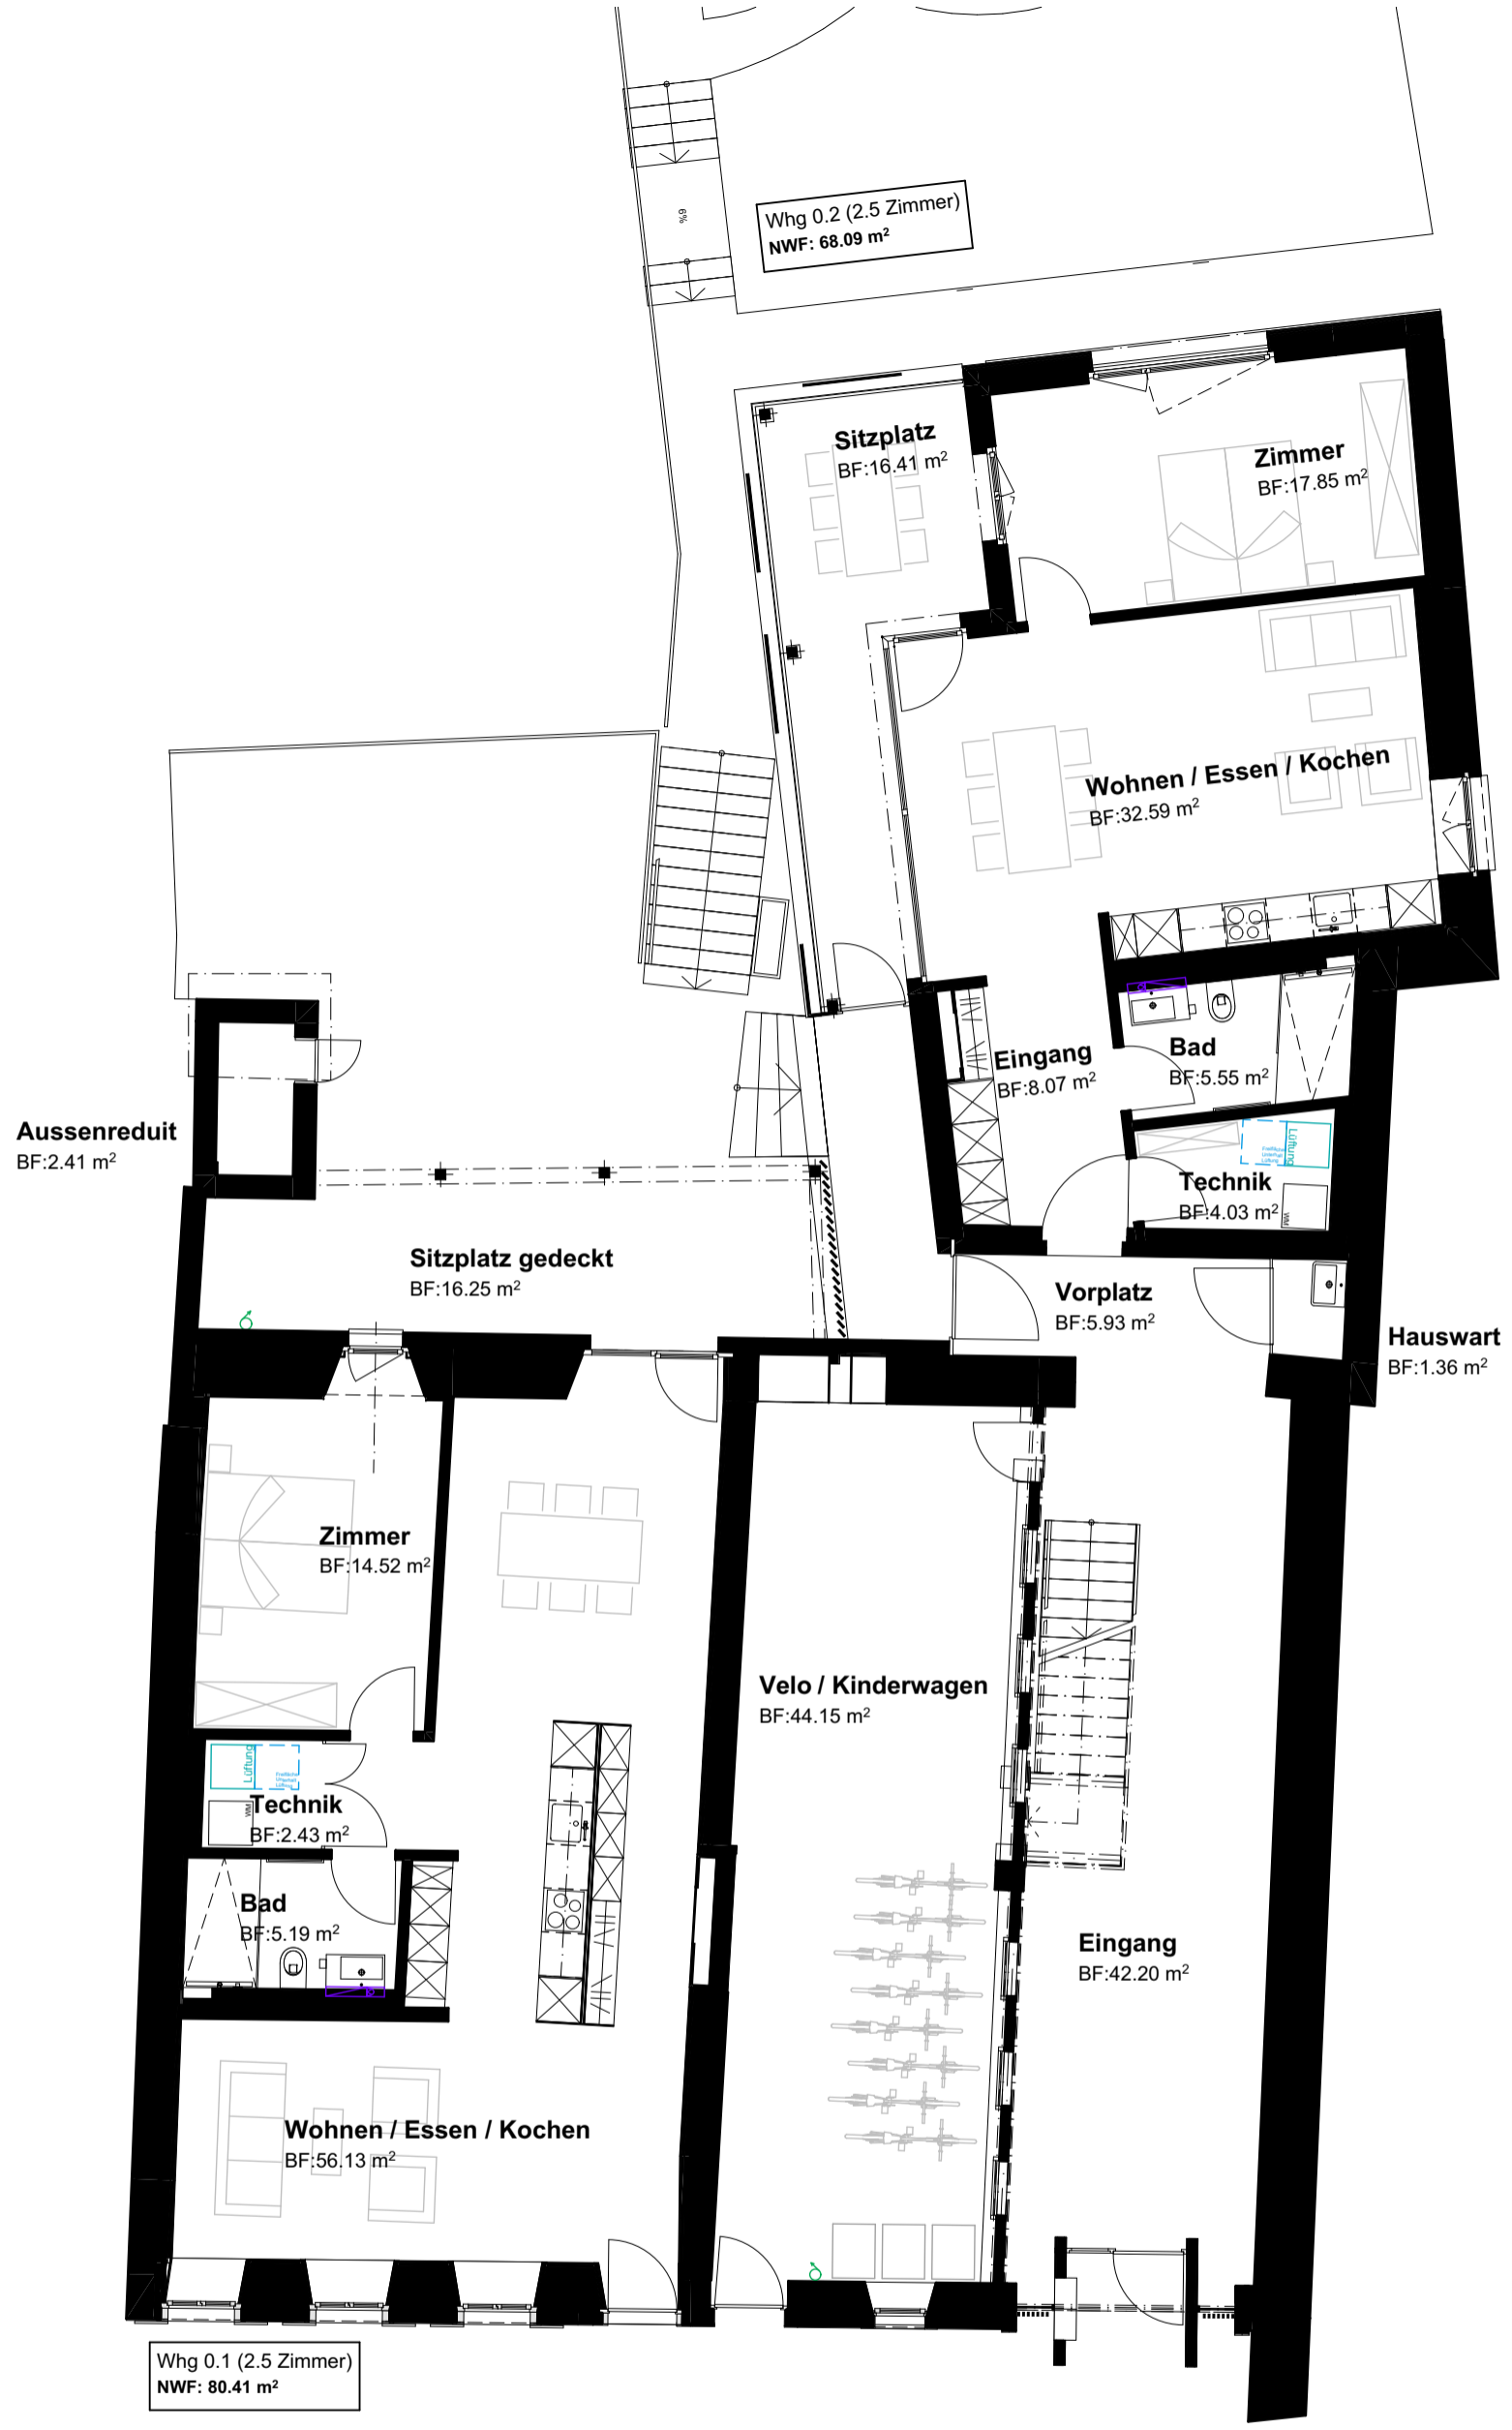 6%
Whg 0.2 (2.5 Zimmer)
NWF: 68.09 m²
Sitzplatz
BF:16.41 m²
Zimmer
BF:17.85 m²
Wohnen / Essen / Kochen
BF:32.59 m²
Eingang
BF:8.07 m²
Bad
BF:5.55 m²
Aussenreduit
BF:2.41 m²
Lüftung
Technik
BF:4.03 m²
WM
Sitzplatz gedeckt
BF:16.25 m²
Vorplatz
BF:5.93 m²
Hauswart
BF:1.36 m²
Zimmer
BF:14.52 m²
Velo / Kinderwagen
BF:44.15 m²
Lüftung
WM
Technik
BF:2.43 m²
Bad
BF:5.19 m²
Eingang
BF:42.20 m²
Wohnen / Essen / Kochen
BF:56.13 m²
Whg 0.1 (2.5 Zimmer)
NWF: 80.41 m²